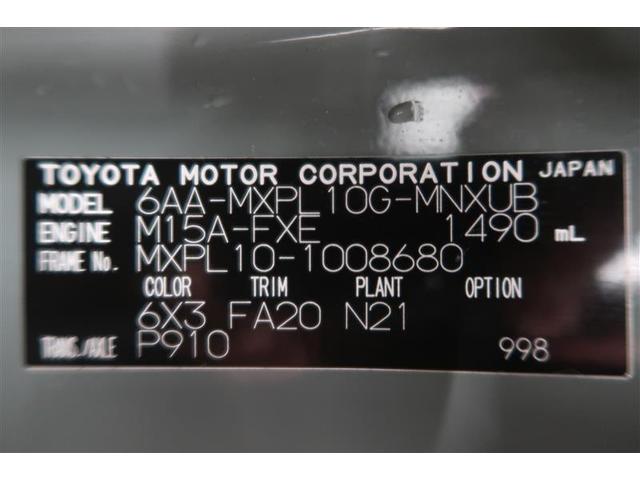 TOYOTA MOTOR CORPORATION JAPAN
MODEL 6AA-MXPL10G-MNXUB
ENGINE M15A-FXE 1490 mL
FRAME No. MXPL10-1008680
COLOR TRIM PLANT OPTION
6X3 FA20 N21
TRANS./AXLE P910 998